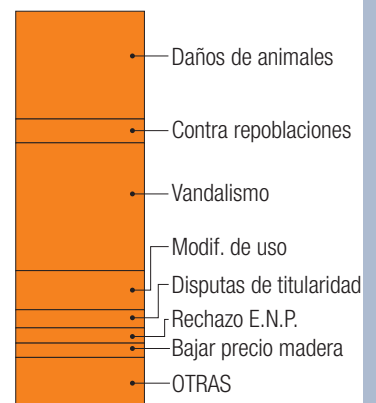 Daños de animales
Contra repoblaciones
Vandalismo
Modif. de uso
Disputas de titularidad
Rechazo E.N.P.
Bajar precio madera
OTRAS